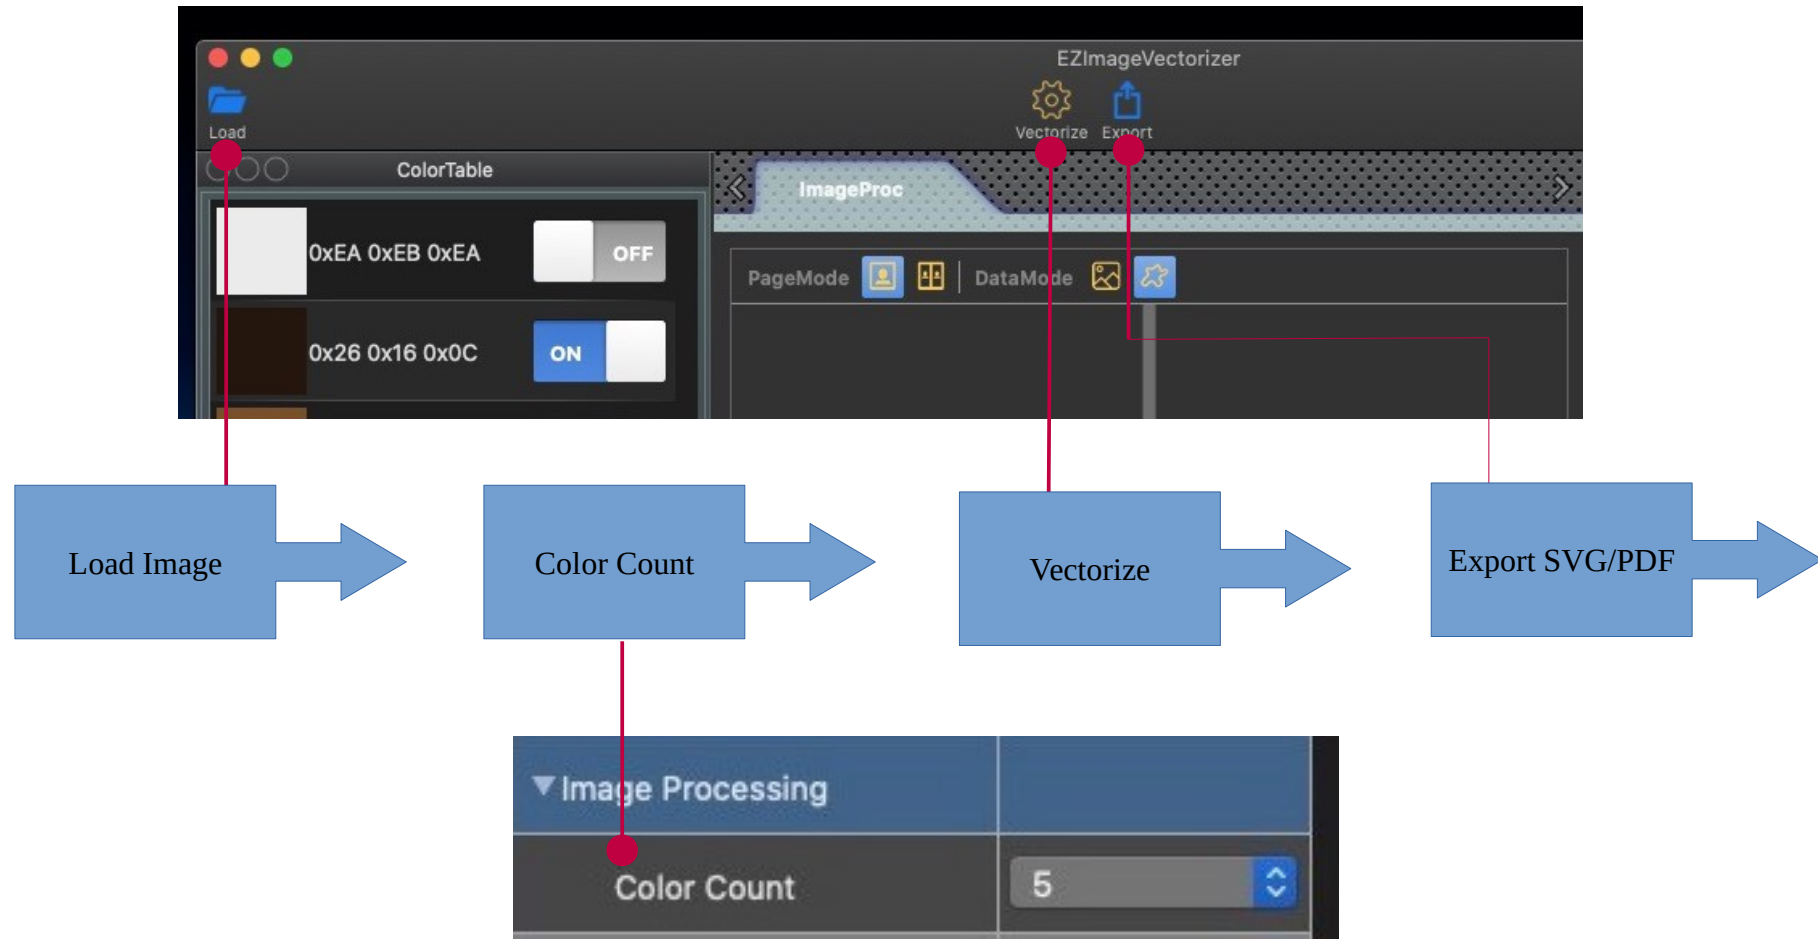 EZImageVectorizer
Load
Vectorize Export
ColorTable
ImageProc
0xEA 0xEB 0xEA OFF
PageMode DataMode
0x26 0x16 0x0C ON
Load Image
Color Count
Vectorize
Export SVG/PDF
Image Processing
Color Count 5